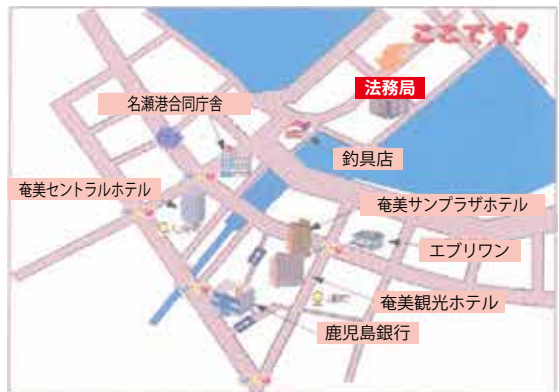 ここです!
法務局
名瀬港合同庁舎
釣具店
奄美セントラルホテル
奄美サンプラザホテル
エブリワン
奄美観光ホテル
鹿児島銀行